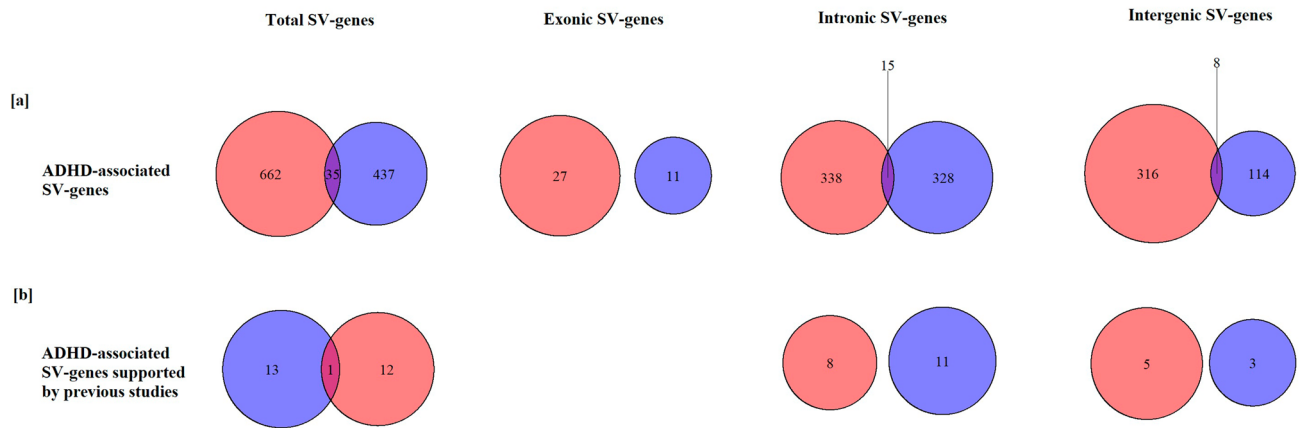 Total SV-genes
Exonic SV-genes
Intronic SV-genes
Intergenic SV-genes
15
8
[a]
ADHD-associated
SV-genes
662
35
437
27
11
338
328
316
114
[b]
ADHD-associated
SV-genes supported
by previous studies
13
1
12
8
11
5
3